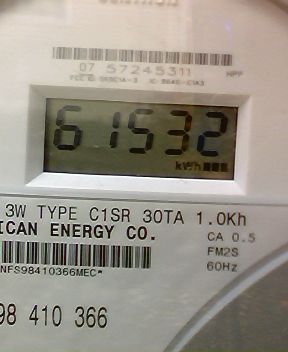 07 57245311 HPP
61532
kWh
3W TYPE C1SR 30TA 1.0Kh
ICAN ENERGY CO. CA 0.5
FM2S
NFS98410366MEC* 60Hz
98 410 366